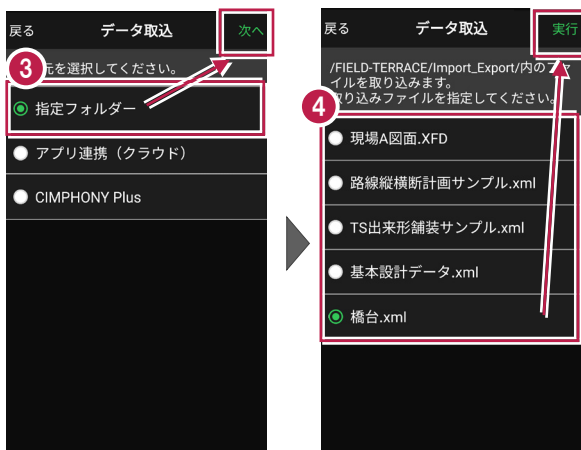 戻る
データ取込
次へ
3
元を選択してください。
指定フォルダー
アプリ連携（クラウド）
CIMPHONY Plus
戻る
データ取込
実行
/FIELD-TERRACE/Import_Export/内のファ
イルを取り込みます。
取り込みファイルを指定してください。
4
現場A図面.XFD
路線縦横断計画サンプル.xml
TS出来形舗装サンプル.xml
基本設計データ.xml
橋台.xml